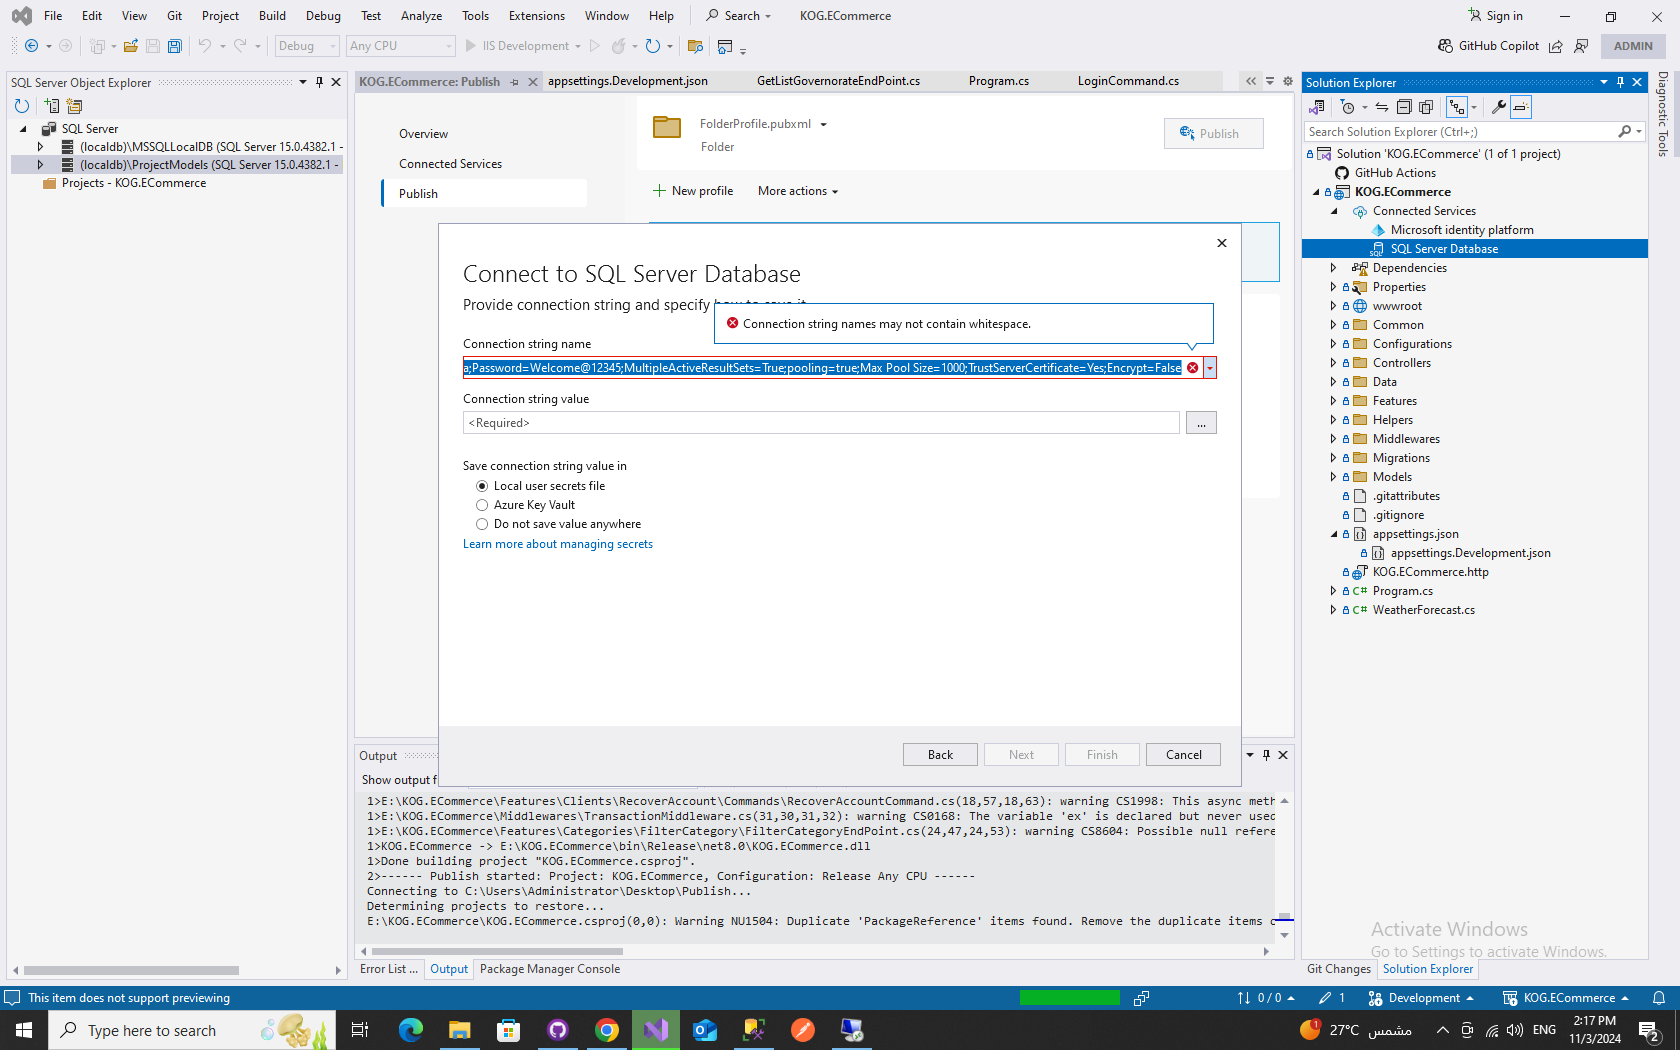 File Edit View Git Project Build Debug Test Analyze Tools Extensions Window Help Search KOG.ECommerce Sign in
Debug Any CPU IIS Development GitHub Copilot ADMIN
SQL Server Object Explorer
SQL Server
(localdb)\MSSQLLocalDB (SQL Server 15.0.4382.1 -
(localdb)\ProjectModels (SQL Server 15.0.4382.1 -
Projects - KOG.ECommerce
KOG.ECommerce: Publish appsettings.Development.json GetListGovernorateEndPoint.cs Program.cs LoginCommand.cs
Overview
Connected Services
Publish
FolderProfile.pubxml
Folder
Publish
New profile More actions
Connect to SQL Server Database
Provide connection string and specify
Connection string names may not contain whitespace.
Connection string name
a;Password=Welcome@12345;MultipleActiveResultSets=True;pooling=true;Max Pool Size=1000;TrustServerCertificate=Yes;Encrypt=False
Connection string value
<Required>
...
Save connection string value in
Local user secrets file
Azure Key Vault
Do not save value anywhere
Learn more about managing secrets
Back Next Finish Cancel
Output
Show output f
1>E:\KOG.ECommerce\Features\Clients\RecoverAccount\Commands\RecoverAccountCommand.cs(18,57,18,63): warning CS1998: This async meth
1>E:\KOG.ECommerce\Middlewares\TransactionMiddleware.cs(31,30,31,32): warning CS0168: The variable 'ex' is declared but never used
1>E:\KOG.ECommerce\Features\Categories\FilterCategory\FilterCategoryEndPoint.cs(24,47,24,53): warning CS8604: Possible null refere
1>KOG.ECommerce -> E:\KOG.ECommerce\bin\Release\net8.0\KOG.ECommerce.dll
1>Done building project "KOG.ECommerce.csproj".
2>------ Publish started: Project: KOG.ECommerce, Configuration: Release Any CPU ------
Connecting to C:\Users\Administrator\Desktop\Publish...
Determining projects to restore...
E:\KOG.ECommerce\KOG.ECommerce.csproj(0,0): Warning NU1504: Duplicate 'PackageReference' items found. Remove the duplicate items o
Error List ... Output Package Manager Console
Solution Explorer
Search Solution Explorer (Ctrl+;)
Solution 'KOG.ECommerce' (1 of 1 project)
GitHub Actions
KOG.ECommerce
Connected Services
Microsoft identity platform
SQL Server Database
Dependencies
Properties
wwwroot
Common
Configurations
Controllers
Data
Features
Helpers
Middlewares
Migrations
Models
.gitattributes
.gitignore
appsettings.json
appsettings.Development.json
KOG.ECommerce.http
Program.cs
WeatherForecast.cs
Diagnostic Tools
Activate Windows
Go to Settings to activate Windows.
Git Changes Solution Explorer
This item does not support previewing 0 / 0 1 Development KOG.ECommerce
Type here to search 27°C مشمس ENG 2:17 PM
11/3/2024
2